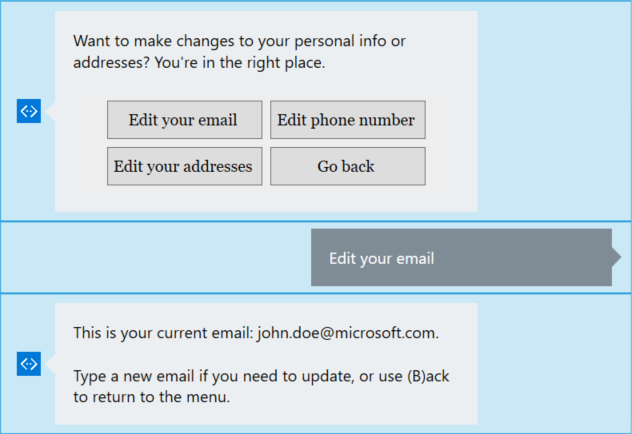 Want to make changes to your personal info or
addresses? You're in the right place.
Edit your email
Edit phone number
Edit your addresses
Go back
Edit your email
This is your current email: john.doe@microsoft.com.
Type a new email if you need to update, or use (B)ack
to return to the menu.